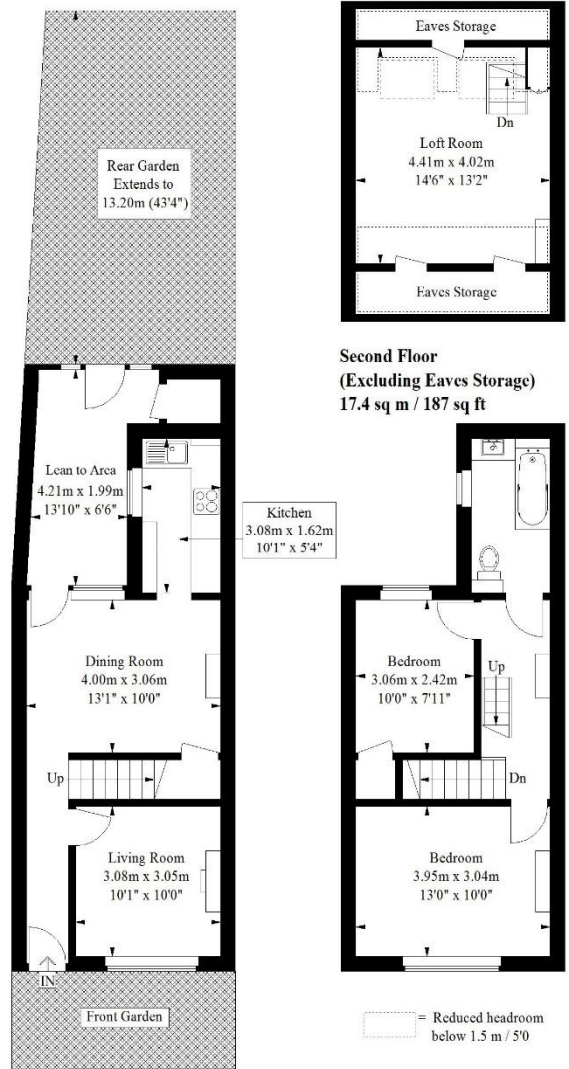 Rear Garden
Extends to
13.20m (43'4")
Lean to Area
4.21m x 1.99m
13'10" x 6'6"
Kitchen
3.08m x 1.62m
10'1" x 5'4"
Dining Room
4.00m x 3.06m
13'1" x 10'0"
Up
Living Room
3.08m x 3.05m
10'1" x 10'0"
IN
Front Garden
Eaves Storage
Dn
Loft Room
4.41m x 4.02m
14'6" x 13'2"
Eaves Storage
Second Floor
(Excluding Eaves Storage)
17.4 sq m / 187 sq ft
Bedroom
3.06m x 2.42m
10'0" x 7'11"
Up
Dn
Bedroom
3.95m x 3.04m
13'0" x 10'0"
= Reduced headroom
below 1.5 m / 5'0